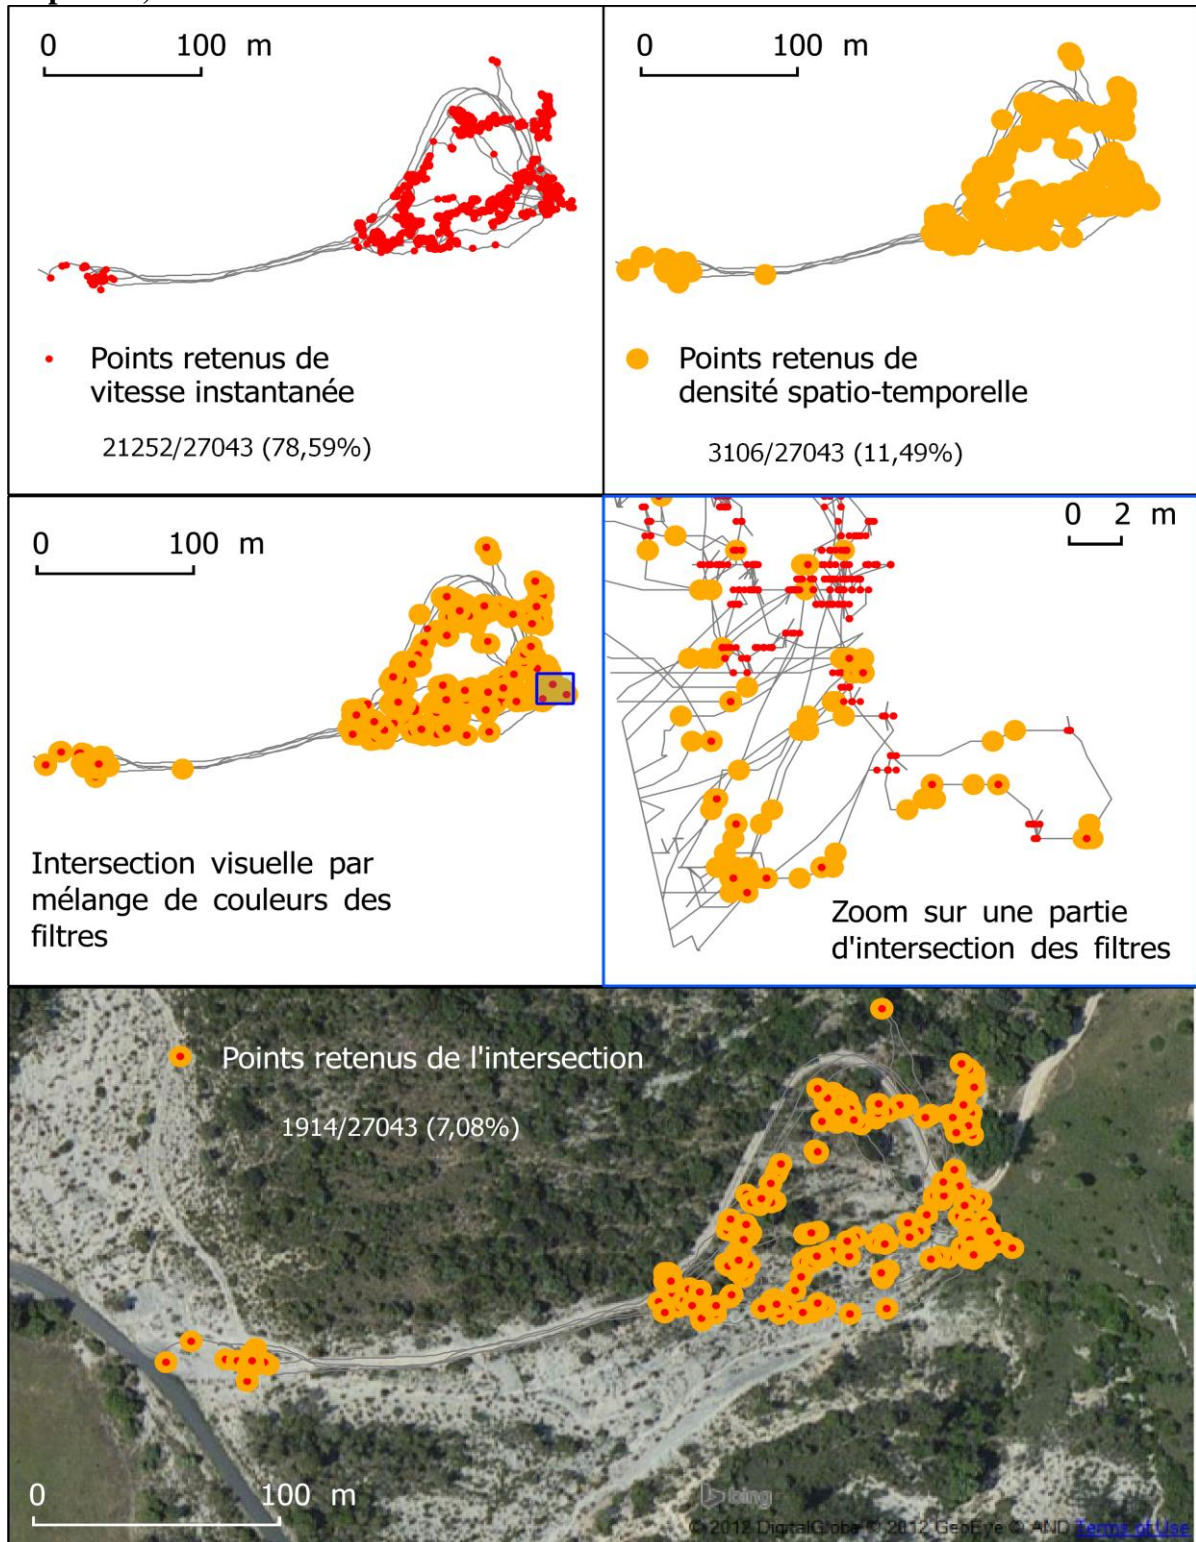 0 100 m
Points retenus de
vitesse instantanée
21252/27043 (78,59%)
0 100 m
Points retenus de
densité spatio-temporelle
3106/27043 (11,49%)
0 100 m
Intersection visuelle par
mélange de couleurs des
filtres
0 2 m
Zoom sur une partie
d'intersection des filtres
Points retenus de l'intersection
1914/27043 (7,08%)
0 100 m
bing
© 2012 DigitalGlobe © 2012 GeoEye © AND Terms of Use